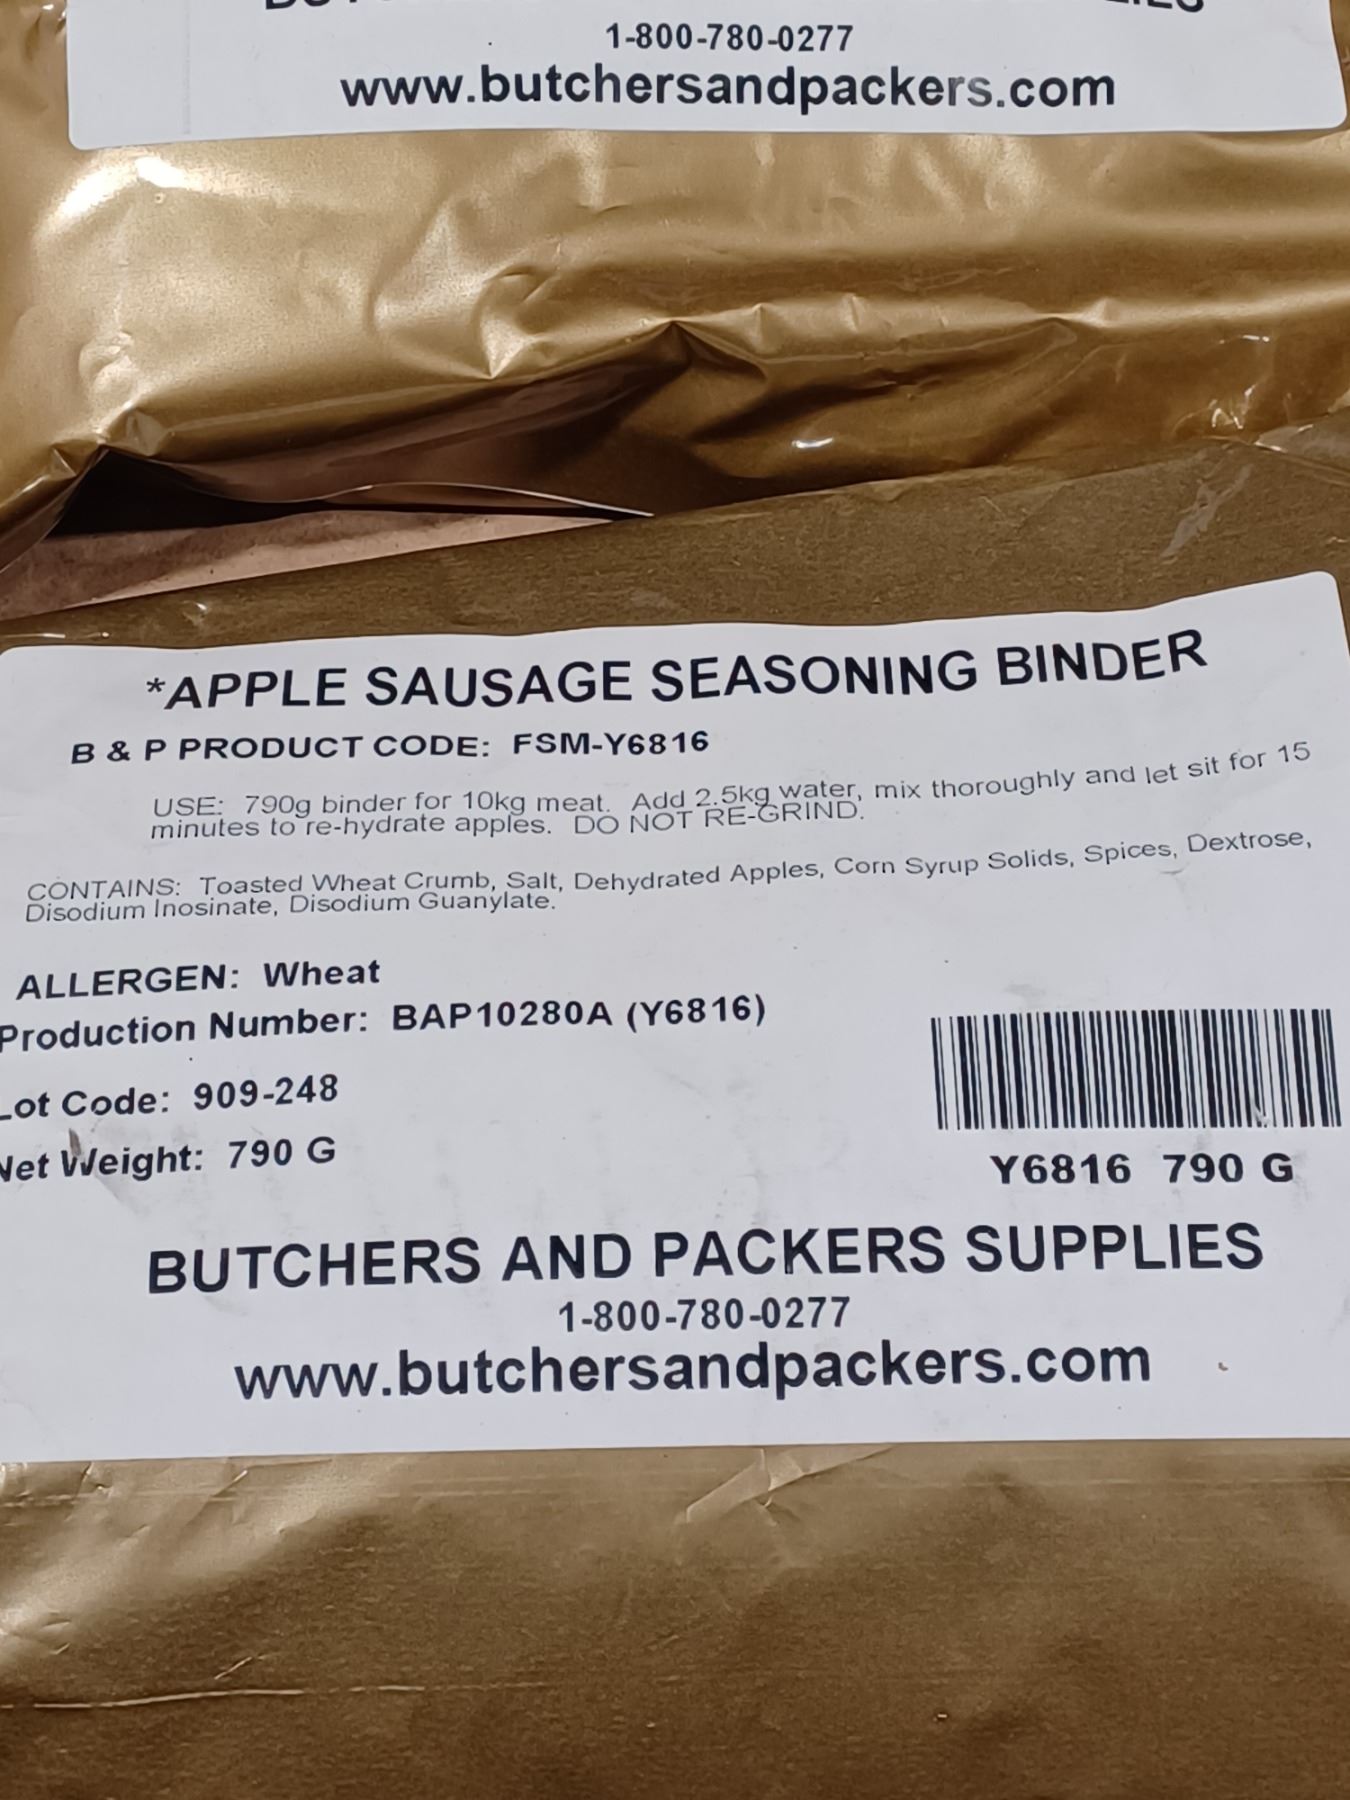 1-800-780-0277
www.butchersandpackers.com
*APPLE SAUSAGE SEASONING BINDER
B & P PRODUCT CODE: FSM-Y6816
USE: 790g binder for 10kg meat. Add 2.5kg water, mix thoroughly and let sit for 15
minutes to re-hydrate apples. DO NOT RE-GRIND.
CONTAINS: Toasted Wheat Crumb, Salt, Dehydrated Apples, Corn Syrup Solids, Spices, Dextrose,
Disodium Inosinate, Disodium Guanylate.
ALLERGEN: Wheat
Production Number: BAP10280A (Y6816)
Lot Code: 909-248
Net Weight: 790 G
Y6816 790 G
BUTCHERS AND PACKERS SUPPLIES
1-800-780-0277
www.butchersandpackers.com